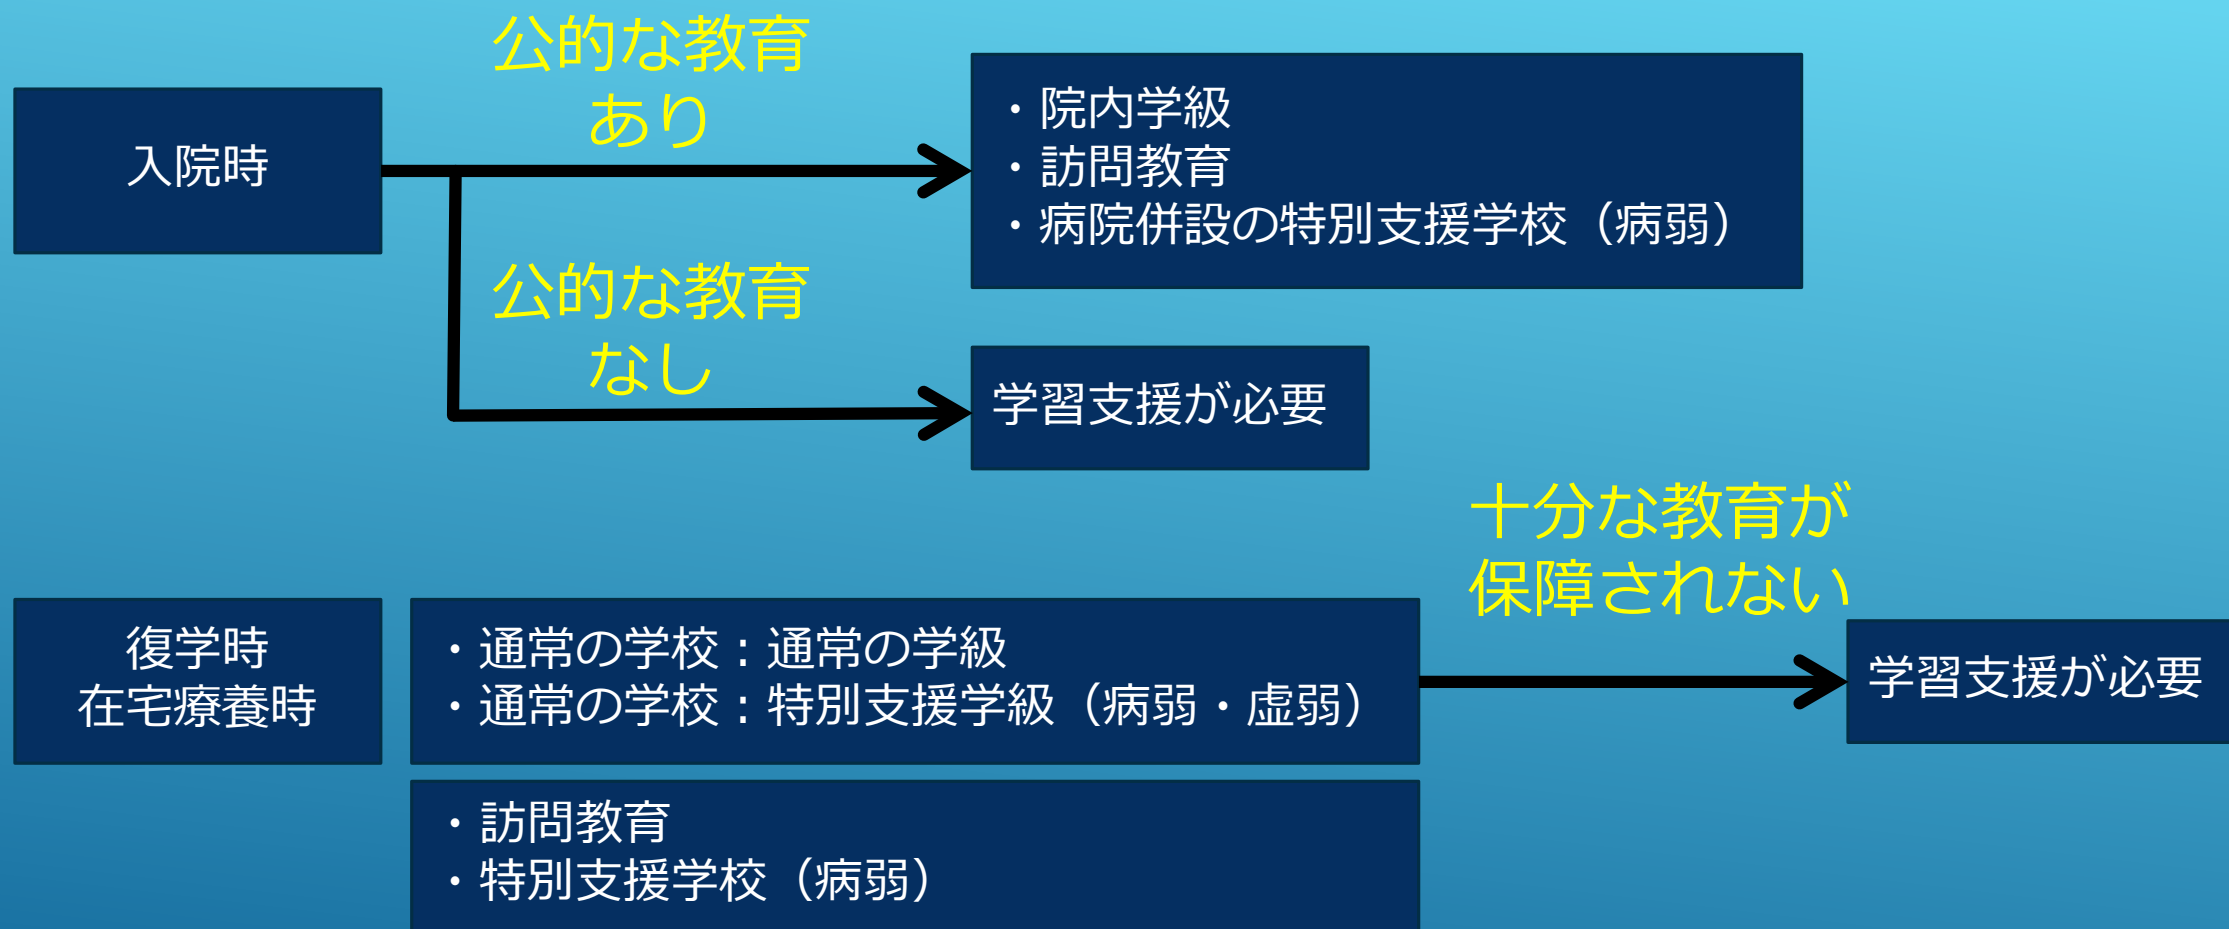 公的な教育
あり
入院時
・院内学級
・訪問教育
・病院併設の特別支援学校（病弱）
公的な教育
なし
学習支援が必要
十分な教育が
保障されない
復学時
在宅療養時
・通常の学校：通常の学級
・通常の学校：特別支援学級（病弱・虚弱）
学習支援が必要
・訪問教育
・特別支援学校（病弱）